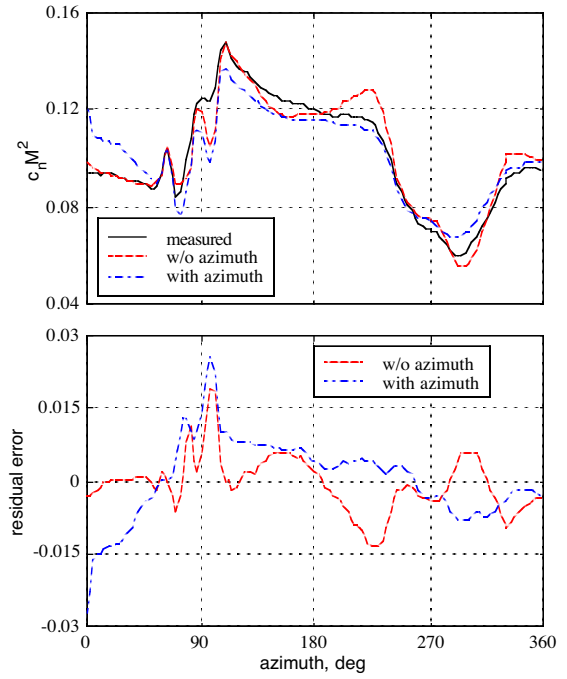 0.16
0.12
0.08
0.04
c_nM^2
measured
w/o azimuth
with azimuth
0.03
0.015
0
-0.015
-0.03
residual error
w/o azimuth
with azimuth
0 90 180 270 360
azimuth, deg